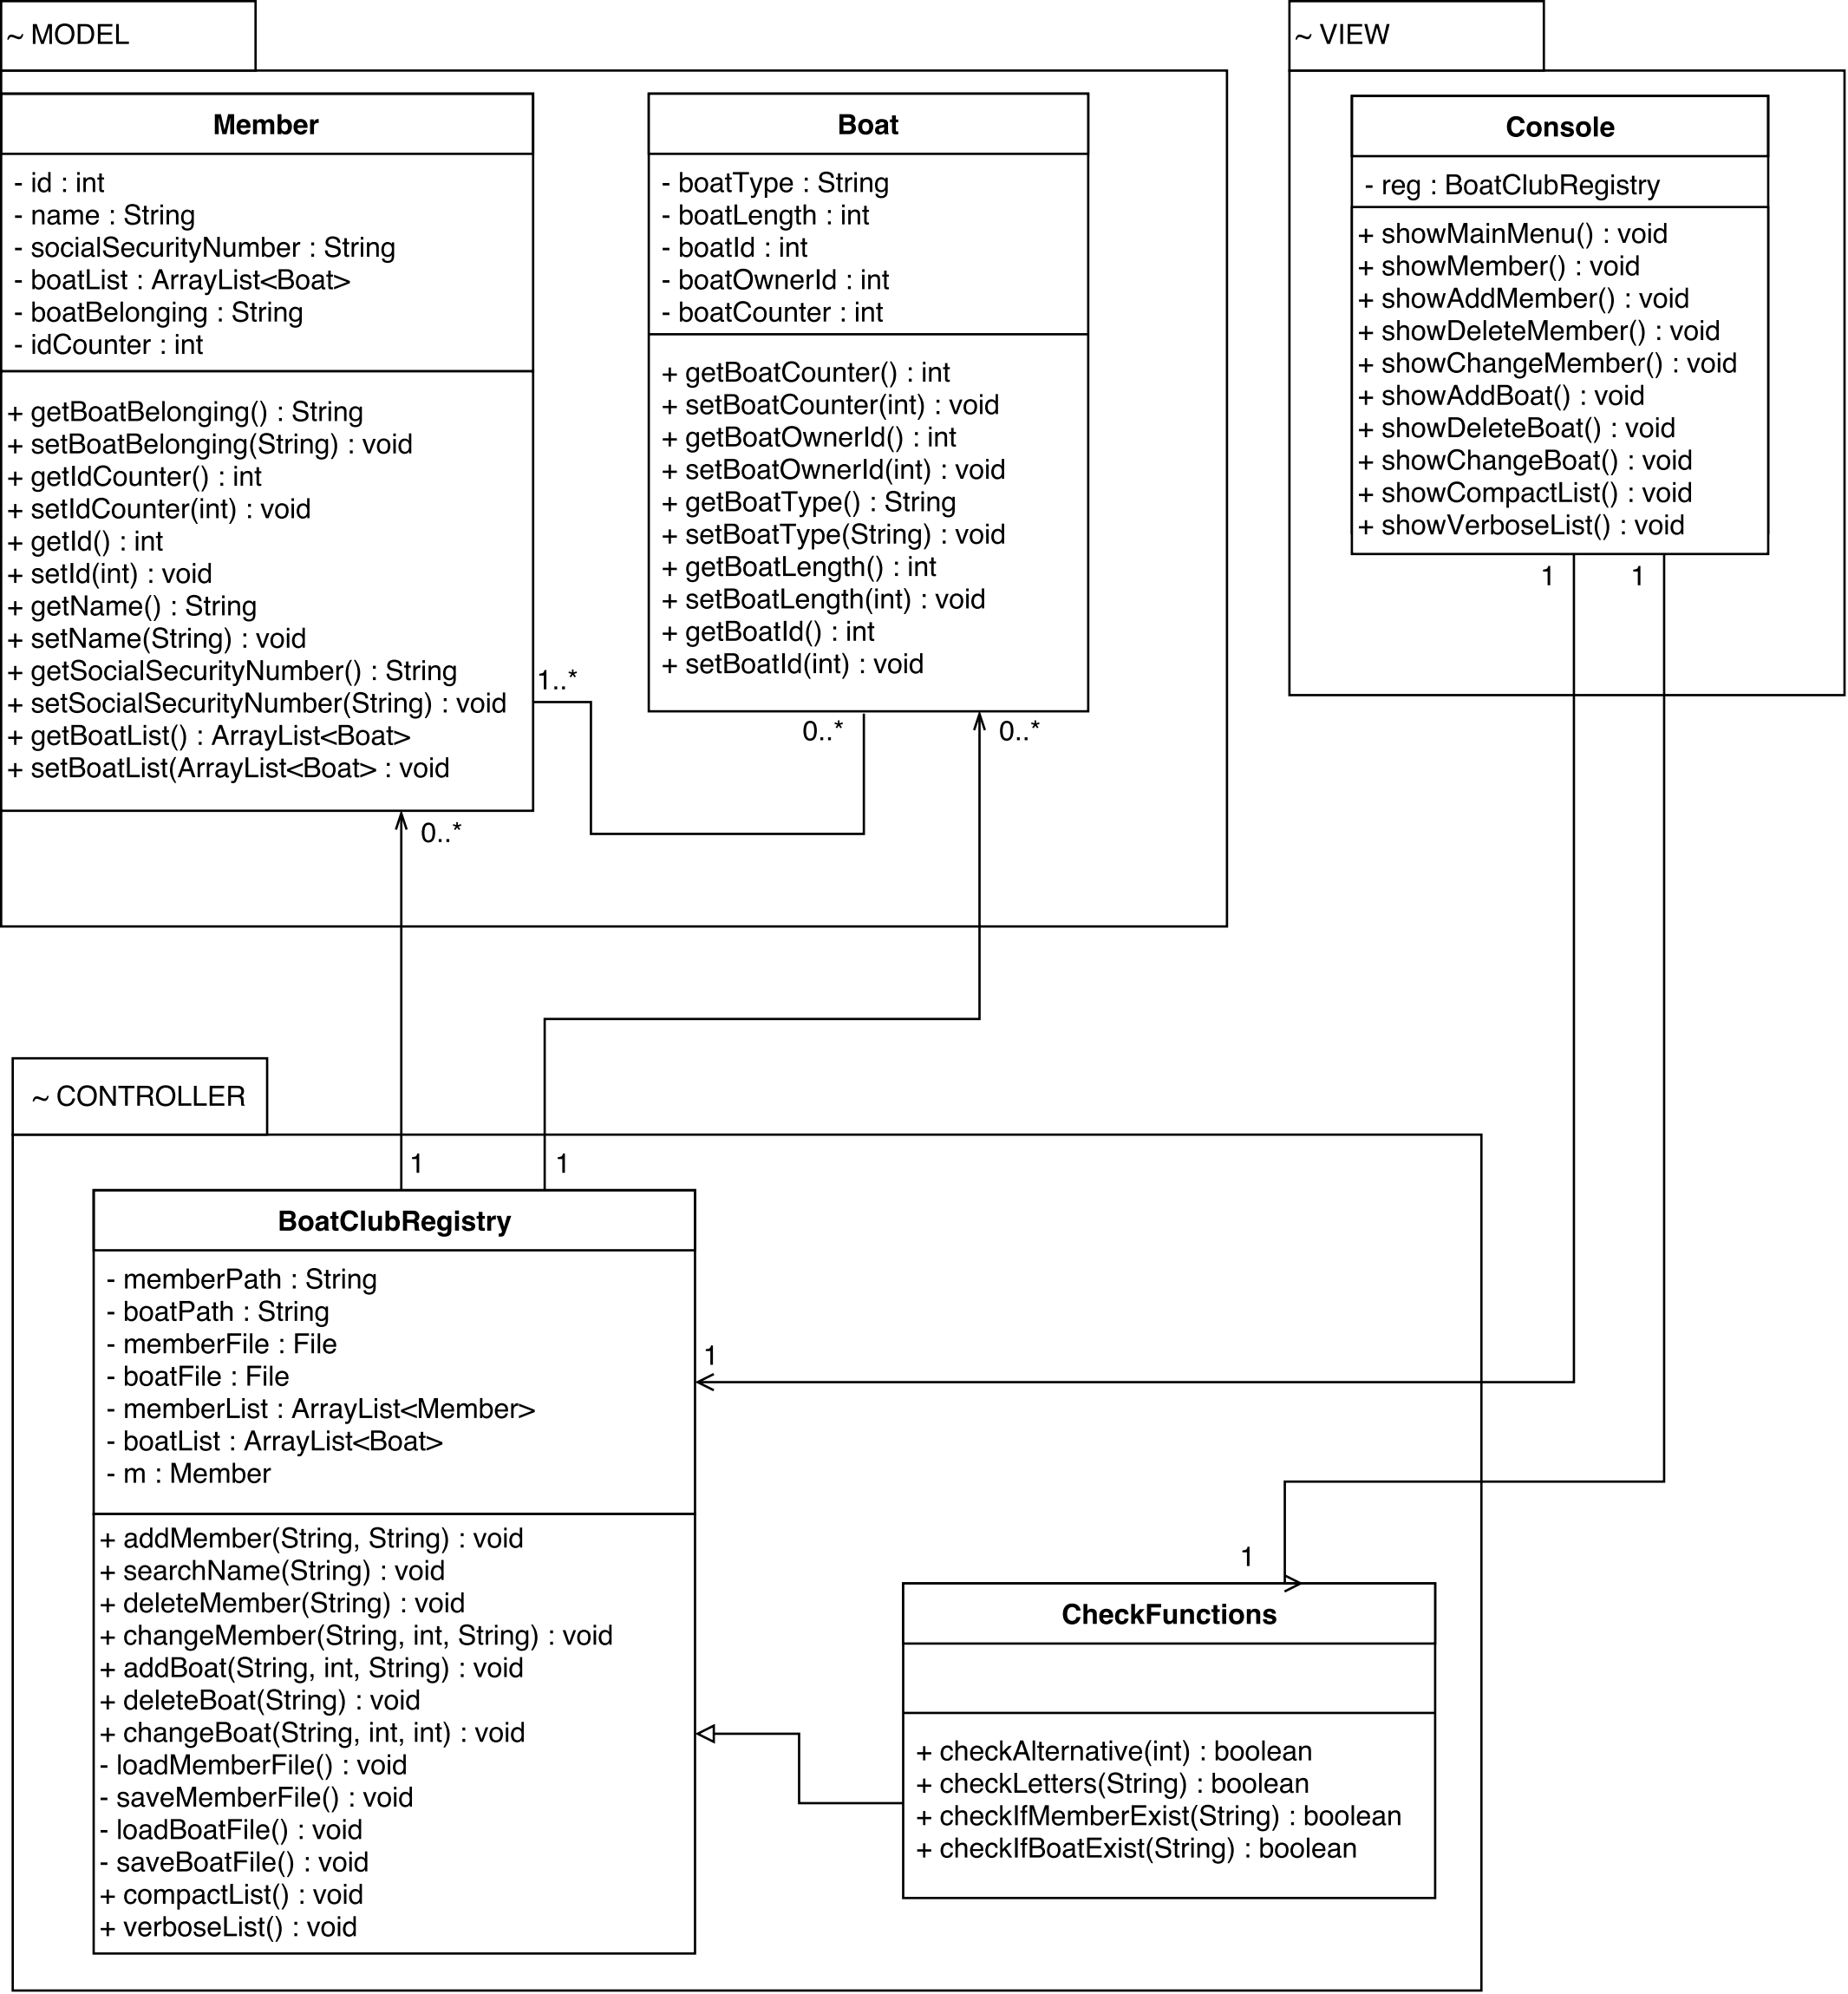 ~ MODEL
Member
- id : int
- name : String
- socialSecurityNumber : String
- boatList : ArrayList<Boat>
- boatBelonging : String
- idCounter : int
+ getBoatBelonging() : String
+ setBoatBelonging(String) : void
+ getIdCounter() : int
+ setIdCounter(int) : void
+ getId() : int
+ setId(int) : void
+ getName() : String
+ setName(String) : void
+ getSocialSecurityNumber() : String
+ setSocialSecurityNumber(String) : void
+ getBoatList() : ArrayList<Boat>
+ setBoatList(ArrayList<Boat> : void
1..*
0..*
Boat
- boatType : String
- boatLength : int
- boatId : int
- boatOwnerId : int
- boatCounter : int
+ getBoatCounter() : int
+ setBoatCounter(int) : void
+ getBoatOwnerId() : int
+ setBoatOwnerId(int) : void
+ getBoatType() : String
+ setBoatType(String) : void
+ getBoatLength() : int
+ setBoatLength(int) : void
+ getBoatId() : int
+ setBoatId(int) : void
0..*
0..*
~ VIEW
Console
- reg : BoatClubRegistry
+ showMainMenu() : void
+ showMember() : void
+ showAddMember() : void
+ showDeleteMember() : void
+ showChangeMember() : void
+ showAddBoat() : void
+ showDeleteBoat() : void
+ showChangeBoat() : void
+ showCompactList() : void
+ showVerboseList() : void
1
1
~ CONTROLLER
1
1
BoatClubRegistry
- memberPath : String
- boatPath : String
- memberFile : File
- boatFile : File
- memberList : ArrayList<Member>
- boatList : ArrayList<Boat>
- m : Member
+ addMember(String, String) : void
+ searchName(String) : void
+ deleteMember(String) : void
+ changeMember(String, int, String) : void
+ addBoat(String, int, String) : void
+ deleteBoat(String) : void
+ changeBoat(String, int, int) : void
- loadMemberFile() : void
- saveMemberFile() : void
- loadBoatFile() : void
- saveBoatFile() : void
+ compactList() : void
+ verboseList() : void
1
1
CheckFunctions
+ checkAlternative(int) : boolean
+ checkLetters(String) : boolean
+ checkIfMemberExist(String) : boolean
+ checkIfBoatExist(String) : boolean